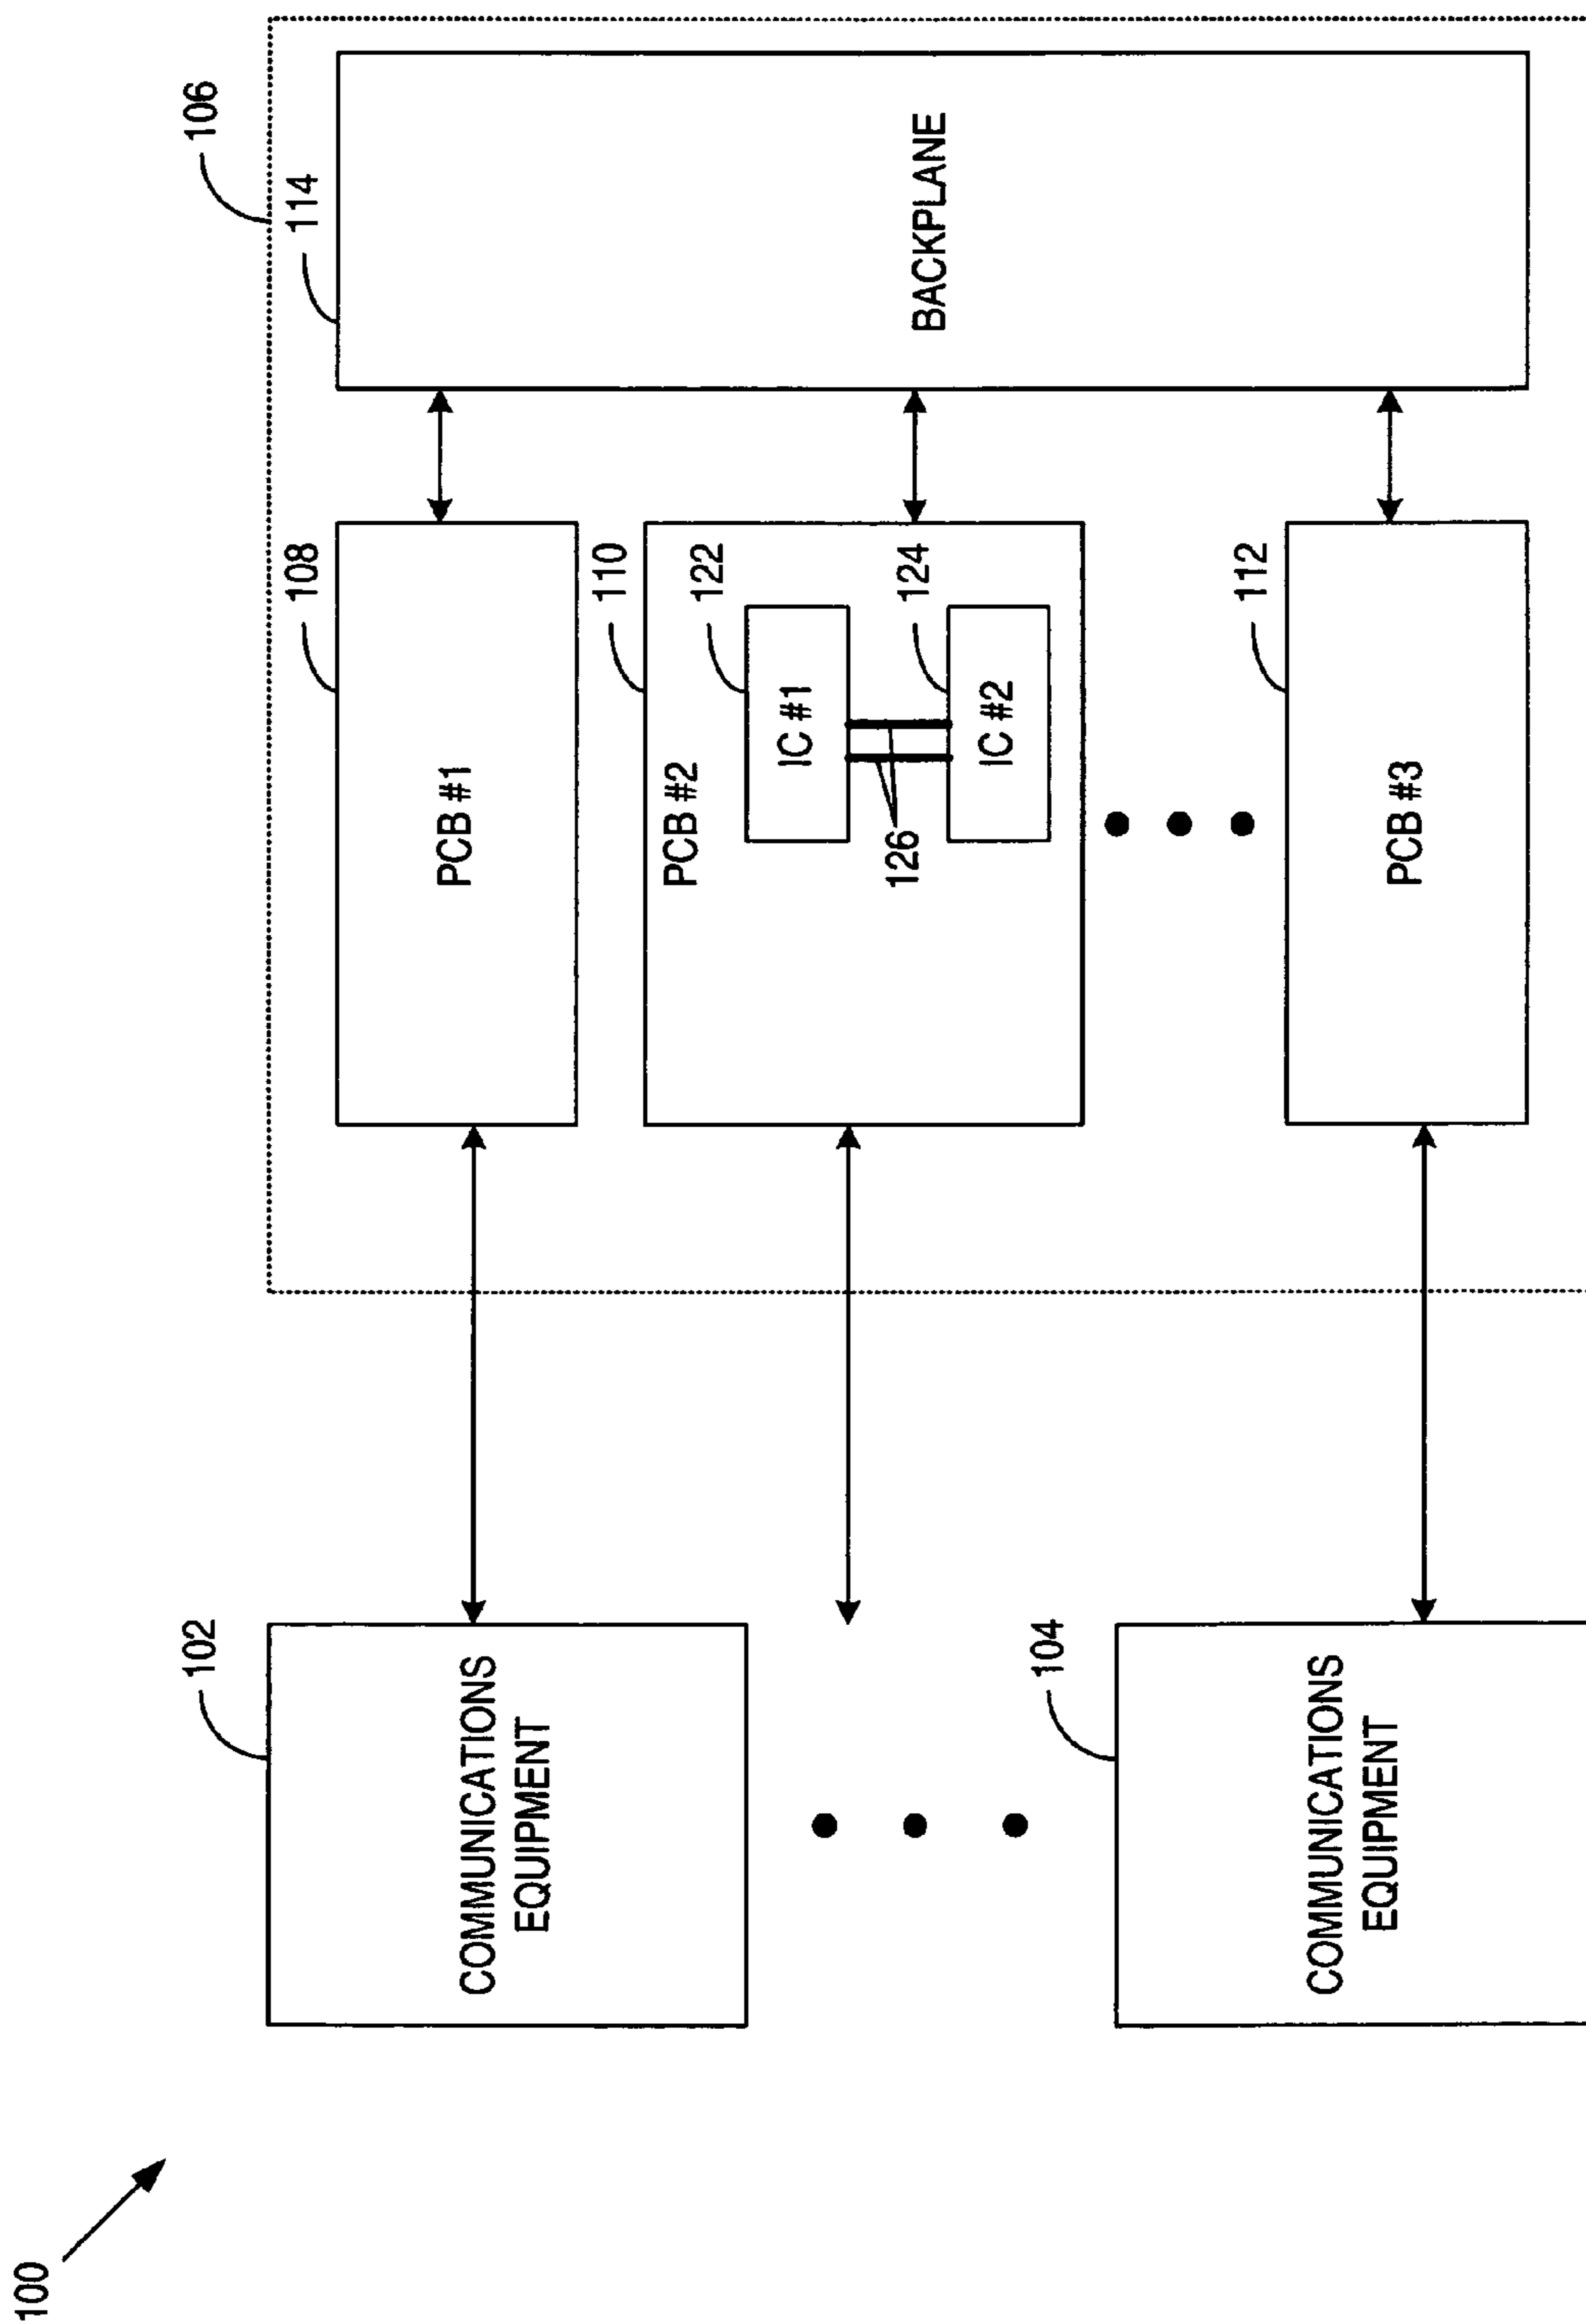 100
102
COMMUNICATIONS
EQUIPMENT
104
COMMUNICATIONS
EQUIPMENT
106
108
PCB #1
110
PCB #2
122
IC #1
126
124
IC #2
112
PCB #3
114
BACKPLANE